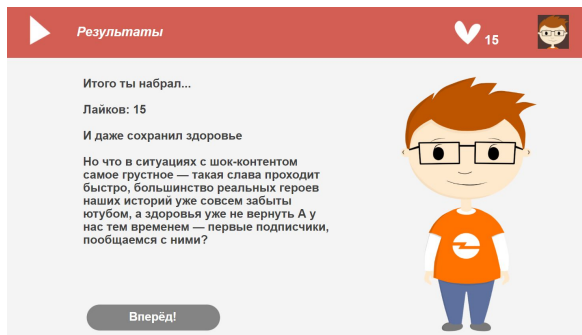 Результаты
15
Итого ты набрал...
Лайков: 15
И даже сохранил здоровье
Но что в ситуациях с шок-контентом
самое грустное — такая слава проходит
быстро, большинство реальных героев
наших историй уже совсем забыты
ютубом, а здоровья уже не вернуть А у
нас тем временем — первые подписчики,
пообщаемся с ними?
Вперёд!